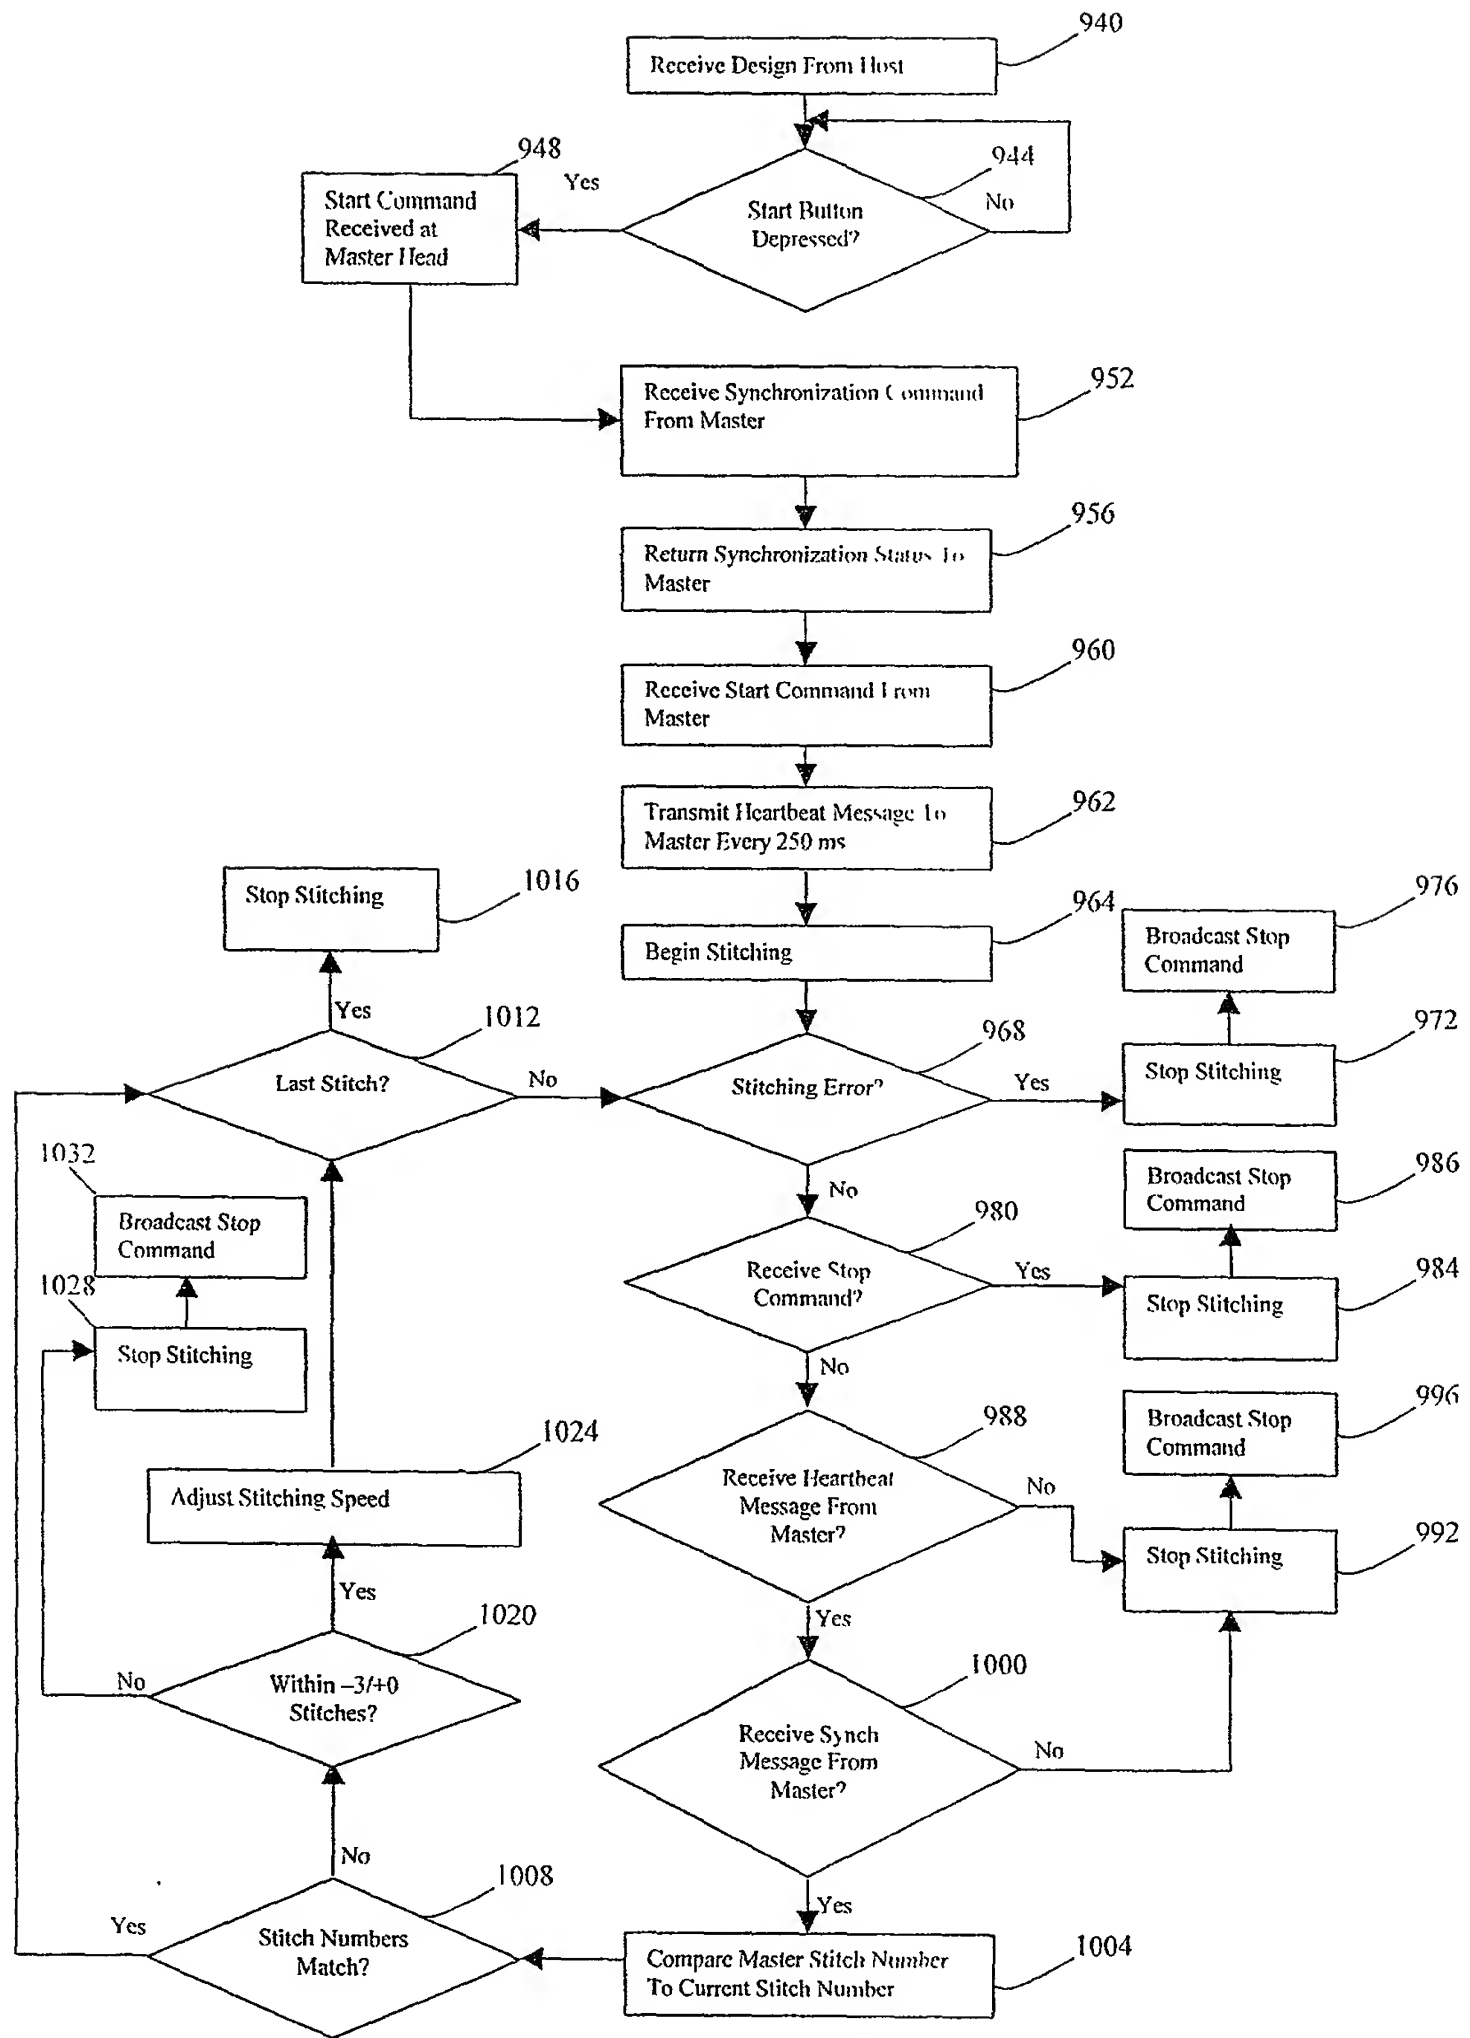 940
Receive Design From Host
944
No
Start Button
Depressed?
Yes
948
Start Command
Received at
Master Head
952
Receive Synchronization Command
From Master
956
Return Synchronization Status To
Master
960
Receive Start Command From
Master
962
Transmit Heartbeat Message To
Master Every 250 ms
964
Begin Stitching
968
Stitching Error?
Yes
972
Stop Stitching
976
Broadcast Stop
Command
No
980
Receive Stop
Command?
Yes
984
Stop Stitching
986
Broadcast Stop
Command
No
988
Receive Heartbeat
Message From
Master?
No
992
Stop Stitching
996
Broadcast Stop
Command
Yes
1000
Receive Synch
Message From
Master?
No
Yes
1004
Compare Master Stitch Number
To Current Stitch Number
1008
Stitch Numbers
Match?
Yes
No
1020
Within –3/+0
Stitches?
No
Yes
1024
Adjust Stitching Speed
1028
Stop Stitching
1032
Broadcast Stop
Command
1012
Last Stitch?
No
Yes
1016
Stop Stitching